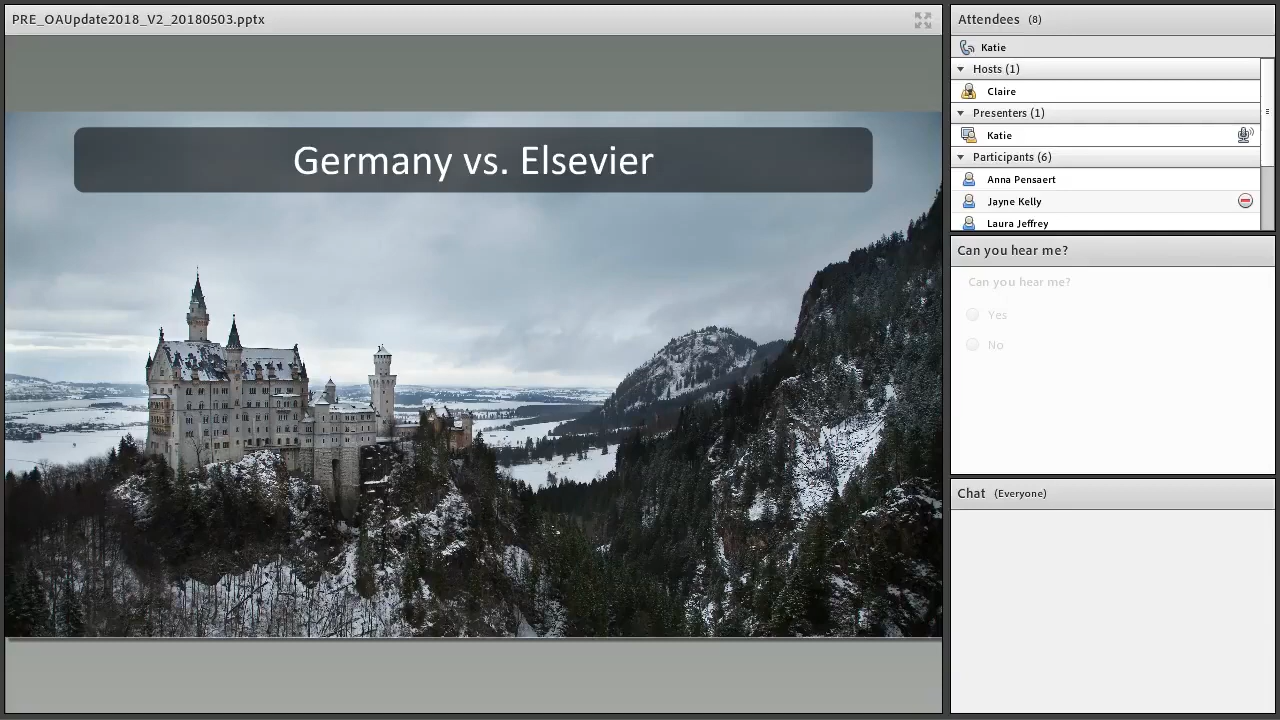 PRE_OAUpdate2018_V2_20180503.pptx
Germany vs. Elsevier
Attendees (8)
Katie
Hosts (1)
Claire
Presenters (1)
Katie
Participants (6)
Anna Pensaert
Jayne Kelly
Laura Jeffrey
Can you hear me?
Can you hear me?
Yes
No
Chat (Everyone)